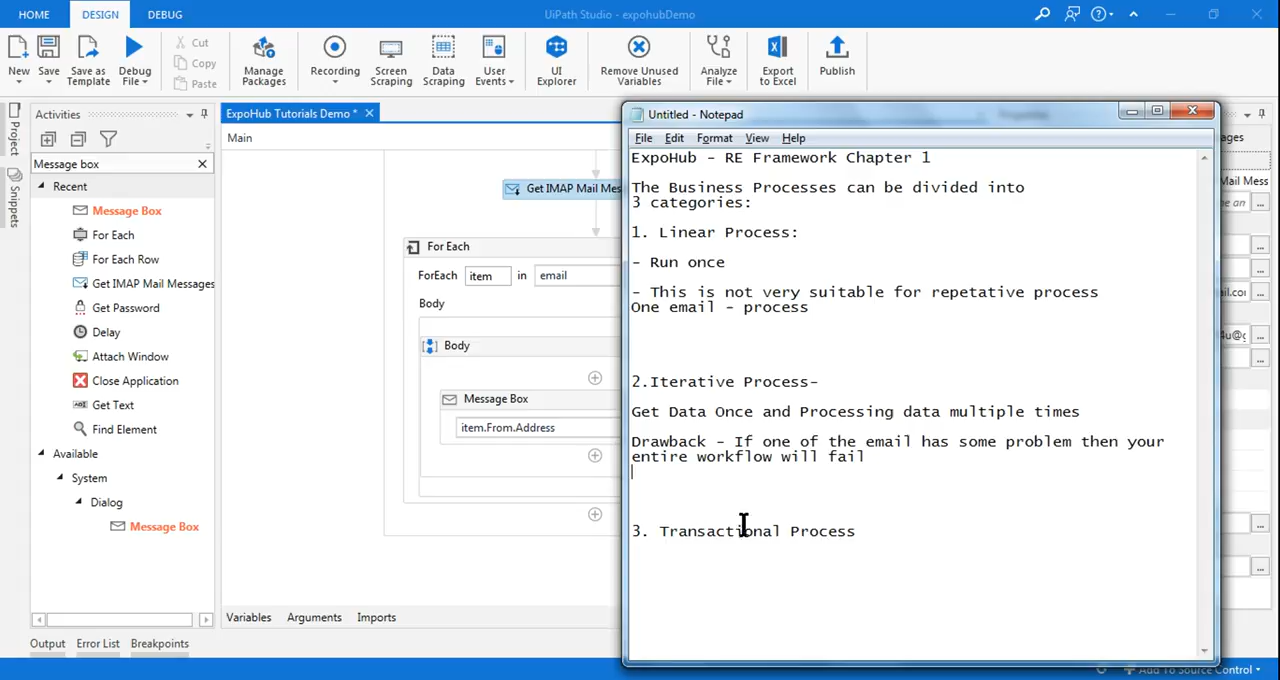 HOME DESIGN DEBUG UiPath Studio - expohubDemo
New Save Save as Template Debug File Cut Copy Paste Manage Packages Recording Screen Scraping Data Scraping User Events UI Explorer Remove Unused Variables Analyze File Export to Excel Publish
Project
Snippets
Activities
Message box
Recent
Message Box
For Each
For Each Row
Get IMAP Mail Messages
Get Password
Delay
Attach Window
Close Application
Get Text
Find Element
Available
System
Dialog
Message Box
Output Error List Breakpoints
ExpoHub Tutorials Demo *
Main
Get IMAP Mail Mes
For Each
ForEach item in email
Body
Body
Message Box
item.From.Address
Variables Arguments Imports
Untitled - Notepad
File Edit Format View Help
ExpoHub - RE Framework Chapter 1
The Business Processes can be divided into
3 categories:
1. Linear Process:
- Run once
- This is not very suitable for repetative process
One email - process
2.Iterative Process-
Get Data Once and Processing data multiple times
Drawback - If one of the email has some problem then your
entire workflow will fail
3. Transactional Process
Mail Mess
Add To Source Control